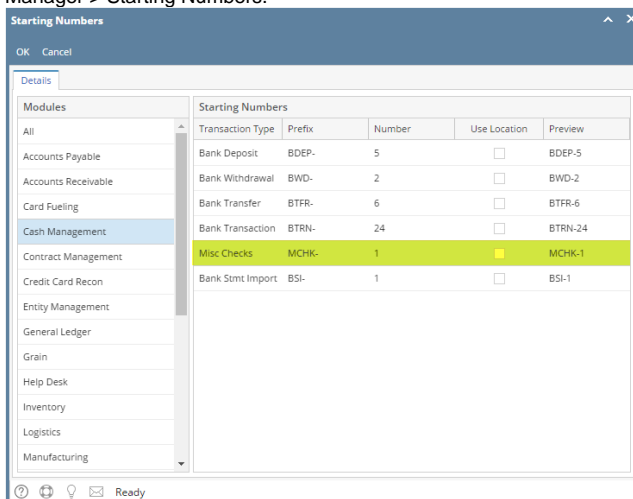 Manager > Starting Numbers.
Starting Numbers
OK Cancel
Details
Modules
Starting Numbers
All
Accounts Payable
Accounts Receivable
Card Fueling
Cash Management
Contract Management
Credit Card Recon
Entity Management
General Ledger
Grain
Help Desk
Inventory
Logistics
Manufacturing
Transaction Type Prefix Number Use Location Preview
Bank Deposit BDEP- 5 BDEP-5
Bank Withdrawal BWD- 2 BWD-2
Bank Transfer BTFR- 6 BTFR-6
Bank Transaction BTRN- 24 BTRN-24
Misc Checks MCHK- 1 MCHK-1
Bank Stmt Import BSI- 1 BSI-1
Ready